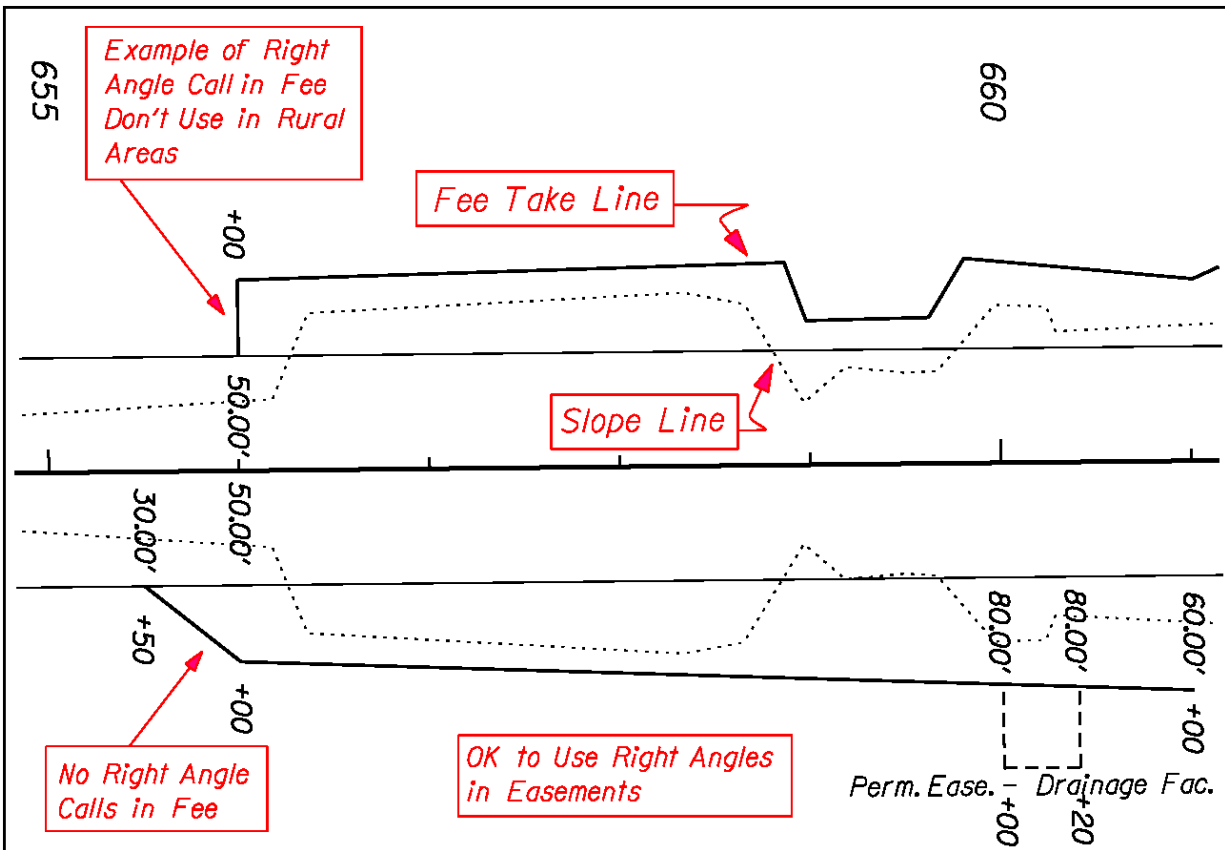 655
Example of Right
Angle Call in Fee
Don't Use in Rural
Areas
660
Fee Take Line
+00
50.00'
Slope Line
30.00'
50.00'
+50
+00
80.00'
80.00'
60.00'
+00
No Right Angle
Calls in Fee
OK to Use Right Angles
in Easements
Perm. Ease. - Drainage Fac.
+00
+20